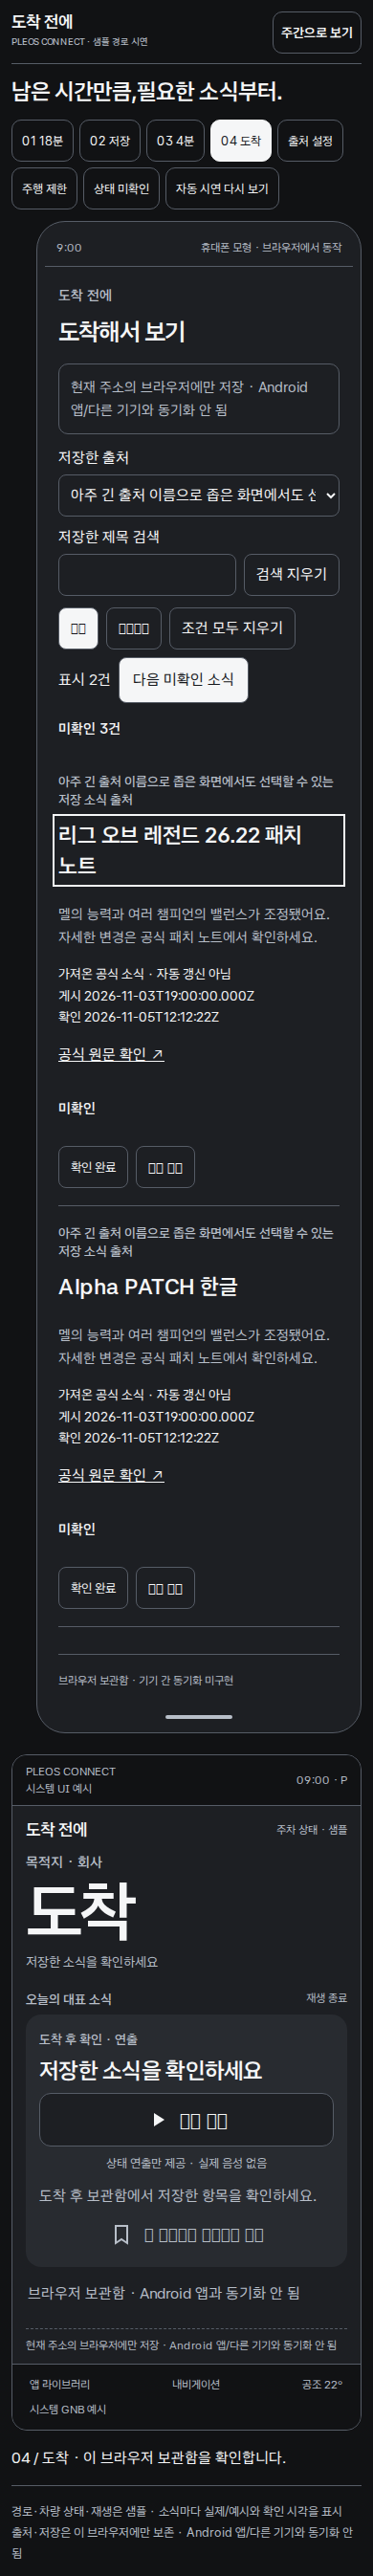 도착 전에
PLEOS CONNECT · 샘플 경로 시연
주간으로 보기
남은 시간만큼,필요한 소식부터.
01 18분
02 저장
03 4분
04 도착
출처 설정
주행 제한
상태 미확인
자동 시연 다시 보기
9:00
휴대폰 모형 · 브라우저에서 동작
도착 전에
도착해서 보기
현재 주소의 브라우저에만 저장 · Android
앱/다른 기기와 동기화 안 됨
저장한 출처
아주 긴 출처 이름으로 좁은 화면에서도
저장한 제목 검색
검색 지우기
조건 모두 지우기
표시 2건
다음 미확인 소식
미확인 3건
아주 긴 출처 이름으로 좁은 화면에서도 선택할 수 있는
저장 소식 출처
리그 오브 레전드 26.22 패치
노트
멜의 능력과 여러 챔피언의 밸런스가 조정됐어요.
자세한 변경은 공식 패치 노트에서 확인하세요.
가져온 공식 소식 · 자동 갱신 아님
게시 2026-11-03T19:00:00.000Z
확인 2026-11-05T12:12:22Z
공식 원문 확인 ↗
미확인
확인 완료
아주 긴 출처 이름으로 좁은 화면에서도 선택할 수 있는
저장 소식 출처
Alpha PATCH 한글
멜의 능력과 여러 챔피언의 밸런스가 조정됐어요.
자세한 변경은 공식 패치 노트에서 확인하세요.
가져온 공식 소식 · 자동 갱신 아님
게시 2026-11-03T19:00:00.000Z
확인 2026-11-05T12:12:22Z
공식 원문 확인 ↗
미확인
확인 완료
브라우저 보관함 · 기기 간 동기화 미구현
PLEOS CONNECT
시스템 UI 예시
09:00 · P
도착 전에
주차 상태 · 샘플
목적지 · 회사
도착
저장한 소식을 확인하세요
오늘의 대표 소식
재생 종료
도착 후 확인 · 연출
저장한 소식을 확인하세요
상태 연출만 제공 · 실제 음성 없음
도착 후 보관함에서 저장한 항목을 확인하세요.
브라우저 보관함 · Android 앱과 동기화 안 됨
현재 주소의 브라우저에만 저장 · Android 앱/다른 기기와 동기화 안 됨
앱 라이브러리
내비게이션
공조 22°
시스템 GNB 예시
04 / 도착 · 이 브라우저 보관함을 확인합니다.
경로·차량 상태·재생은 샘플 · 소식마다 실제/예시와 확인 시각을 표시
출처·저장은 이 브라우저에만 보존 · Android 앱/다른 기기와 동기화 안
됨